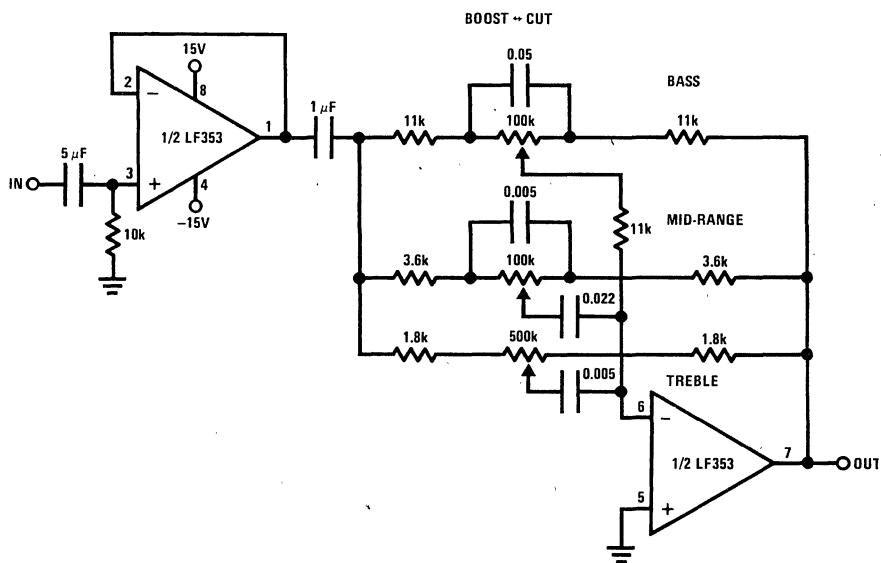 BOOST ↔ CUT
15V
0.05
BASS
2
8
−
1/2 LF353
1
1 μF
11k
100k
11k
5 μF
IN
3
+
4
−15V
10k
0.005
11k
MID-RANGE
3.6k
100k
3.6k
0.022
1.8k
500k
1.8k
0.005
TREBLE
6
−
1/2 LF353
7
OUT
5
+